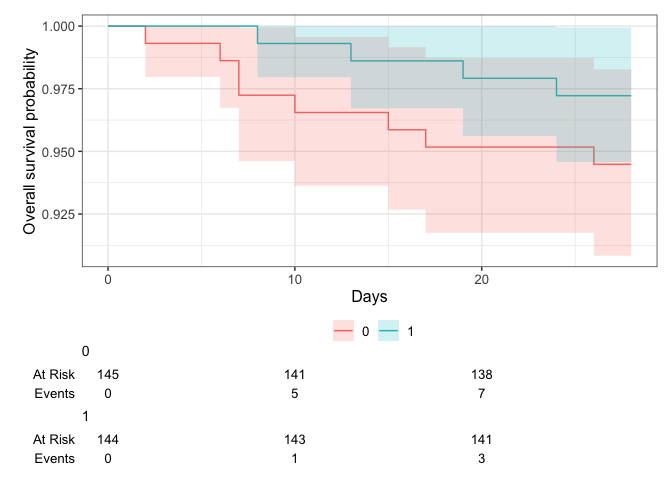 Overall survival probability
1.000
0.975
0.950
0.925
0 10 20
Days
0 1
0
At Risk 145 141 138
Events 0 5 7
1
At Risk 144 143 141
Events 0 1 3